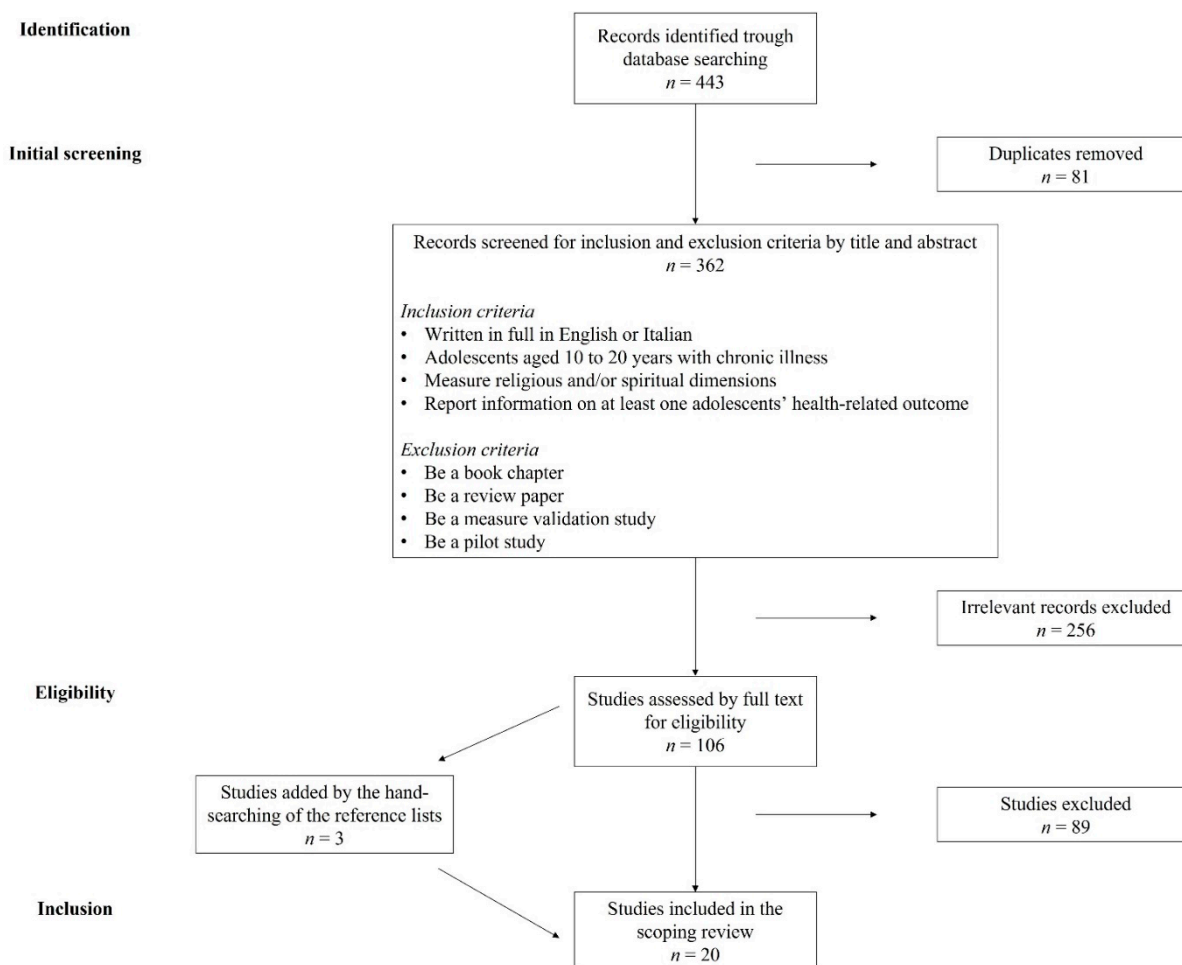 Identification
Records identified trough
database searching
n = 443
Initial screening
Duplicates removed
n = 81
Records screened for inclusion and exclusion criteria by title and abstract
n = 362
Inclusion criteria
• Written in full in English or Italian
• Adolescents aged 10 to 20 years with chronic illness
• Measure religious and/or spiritual dimensions
• Report information on at least one adolescents’ health-related outcome
Exclusion criteria
• Be a book chapter
• Be a review paper
• Be a measure validation study
• Be a pilot study
Irrelevant records excluded
n = 256
Eligibility
Studies assessed by full text
for eligibility
n = 106
Studies added by the hand-
searching of the reference lists
n = 3
Studies excluded
n = 89
Inclusion
Studies included in the
scoping review
n = 20